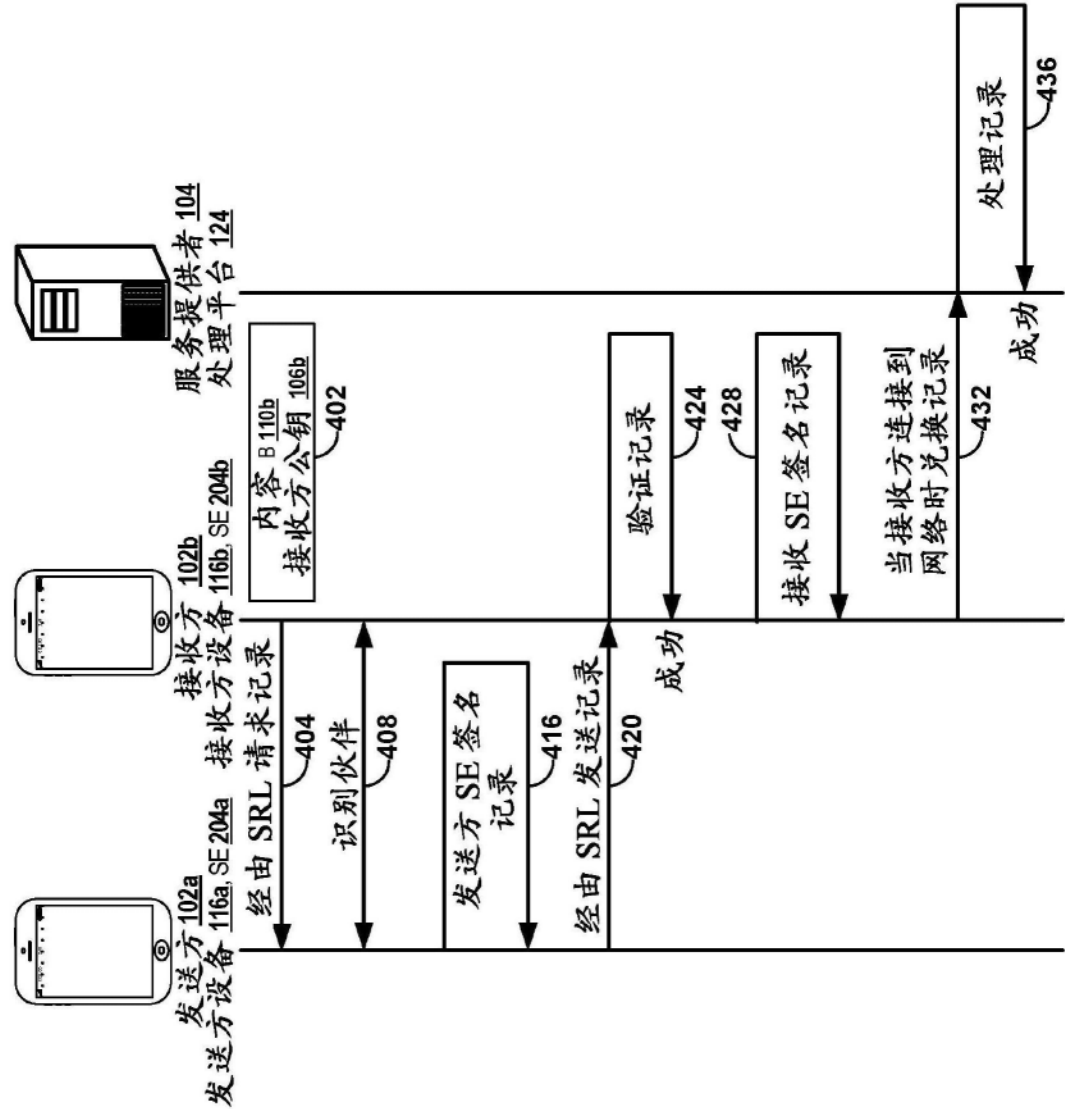 发送方 102a
发送方设备 116a, SE 204a
接收方 102b
接收方设备 116b, SE 204b
服务提供者 104
处理平台 124
内容 B 110b
接收方公钥 106b
402
经由 SRL 请求记录
404
识别伙伴
408
发送方 SE 签名
记录
416
经由 SRL 发送记录
420
验证记录
424
成功
428
接收 SE 签名记录
当接收方连接到
网络时兑换记录
432
处理记录
436
成功